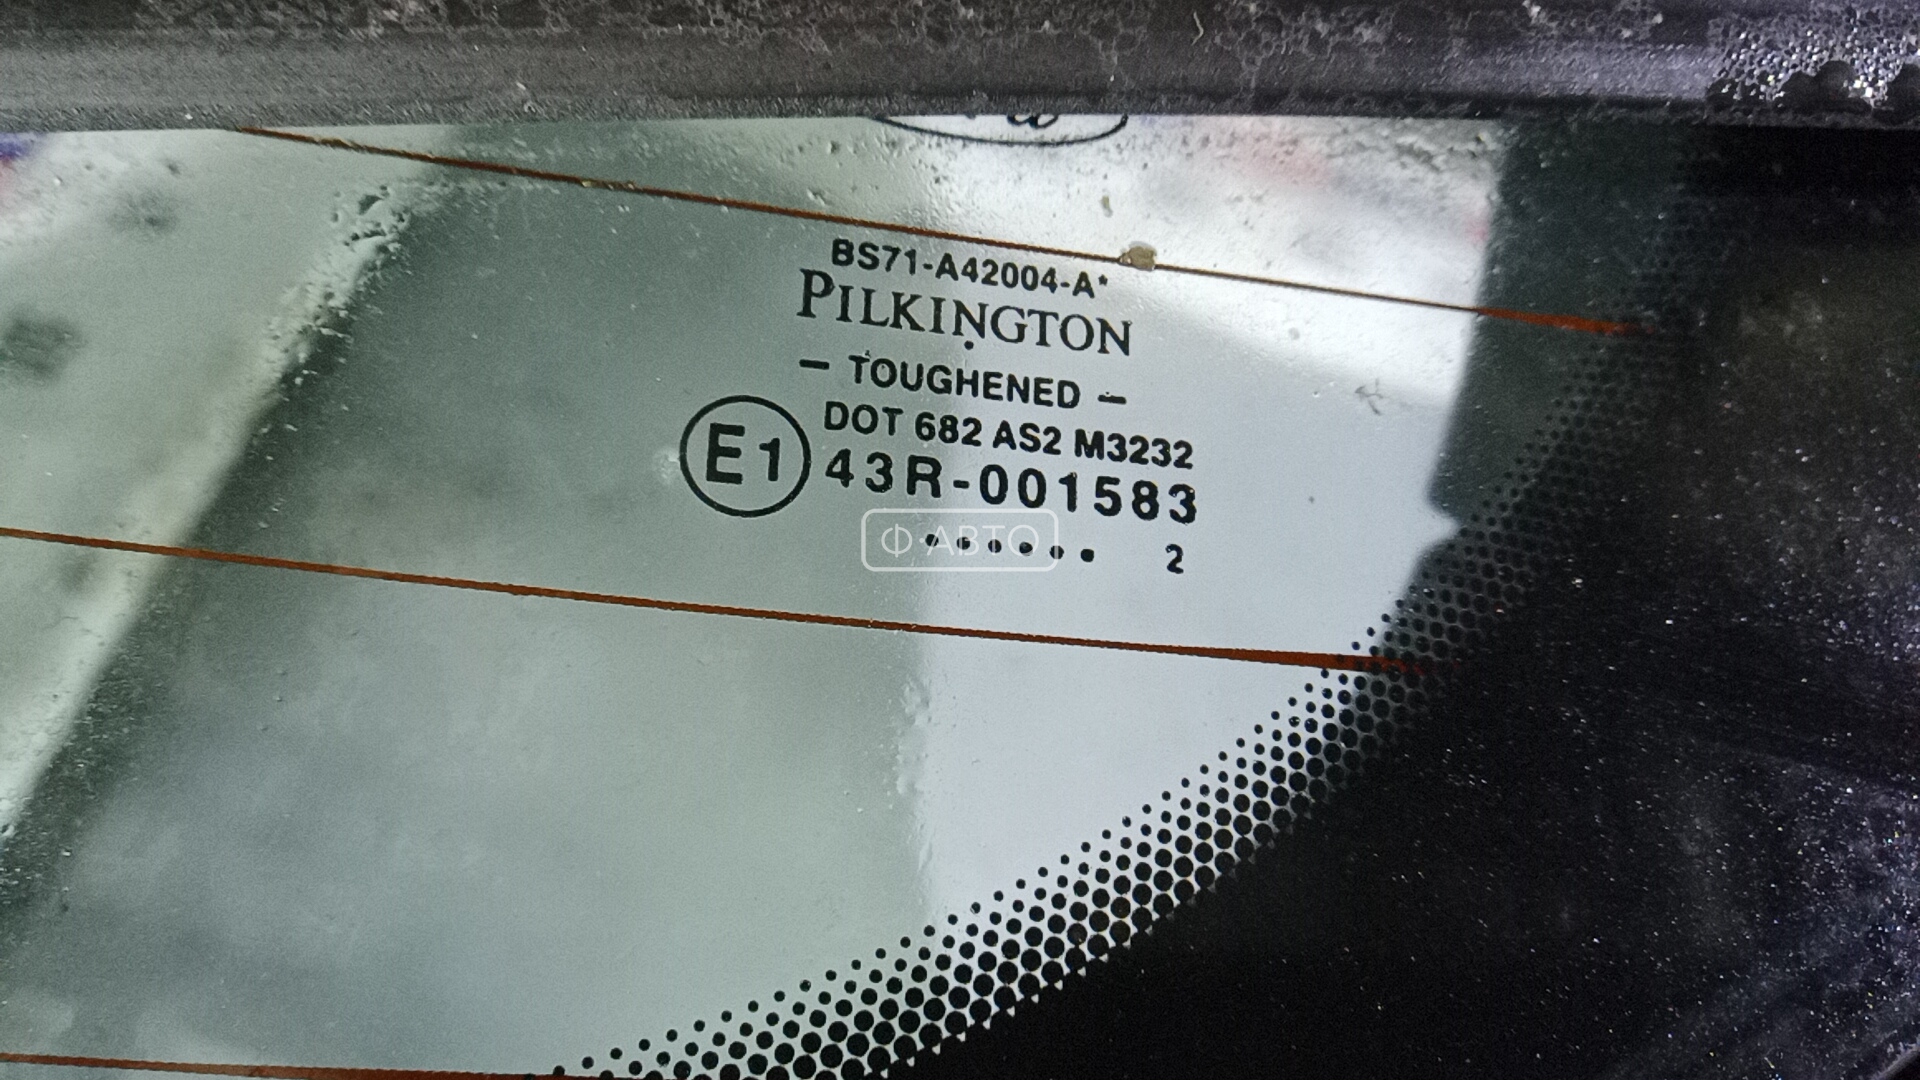 BS71-A42004-A*
PILKINGTON
– TOUGHENED –
DOT 682 AS2 M3232
E1 43R-001583
...... 2
Ф·АВТО